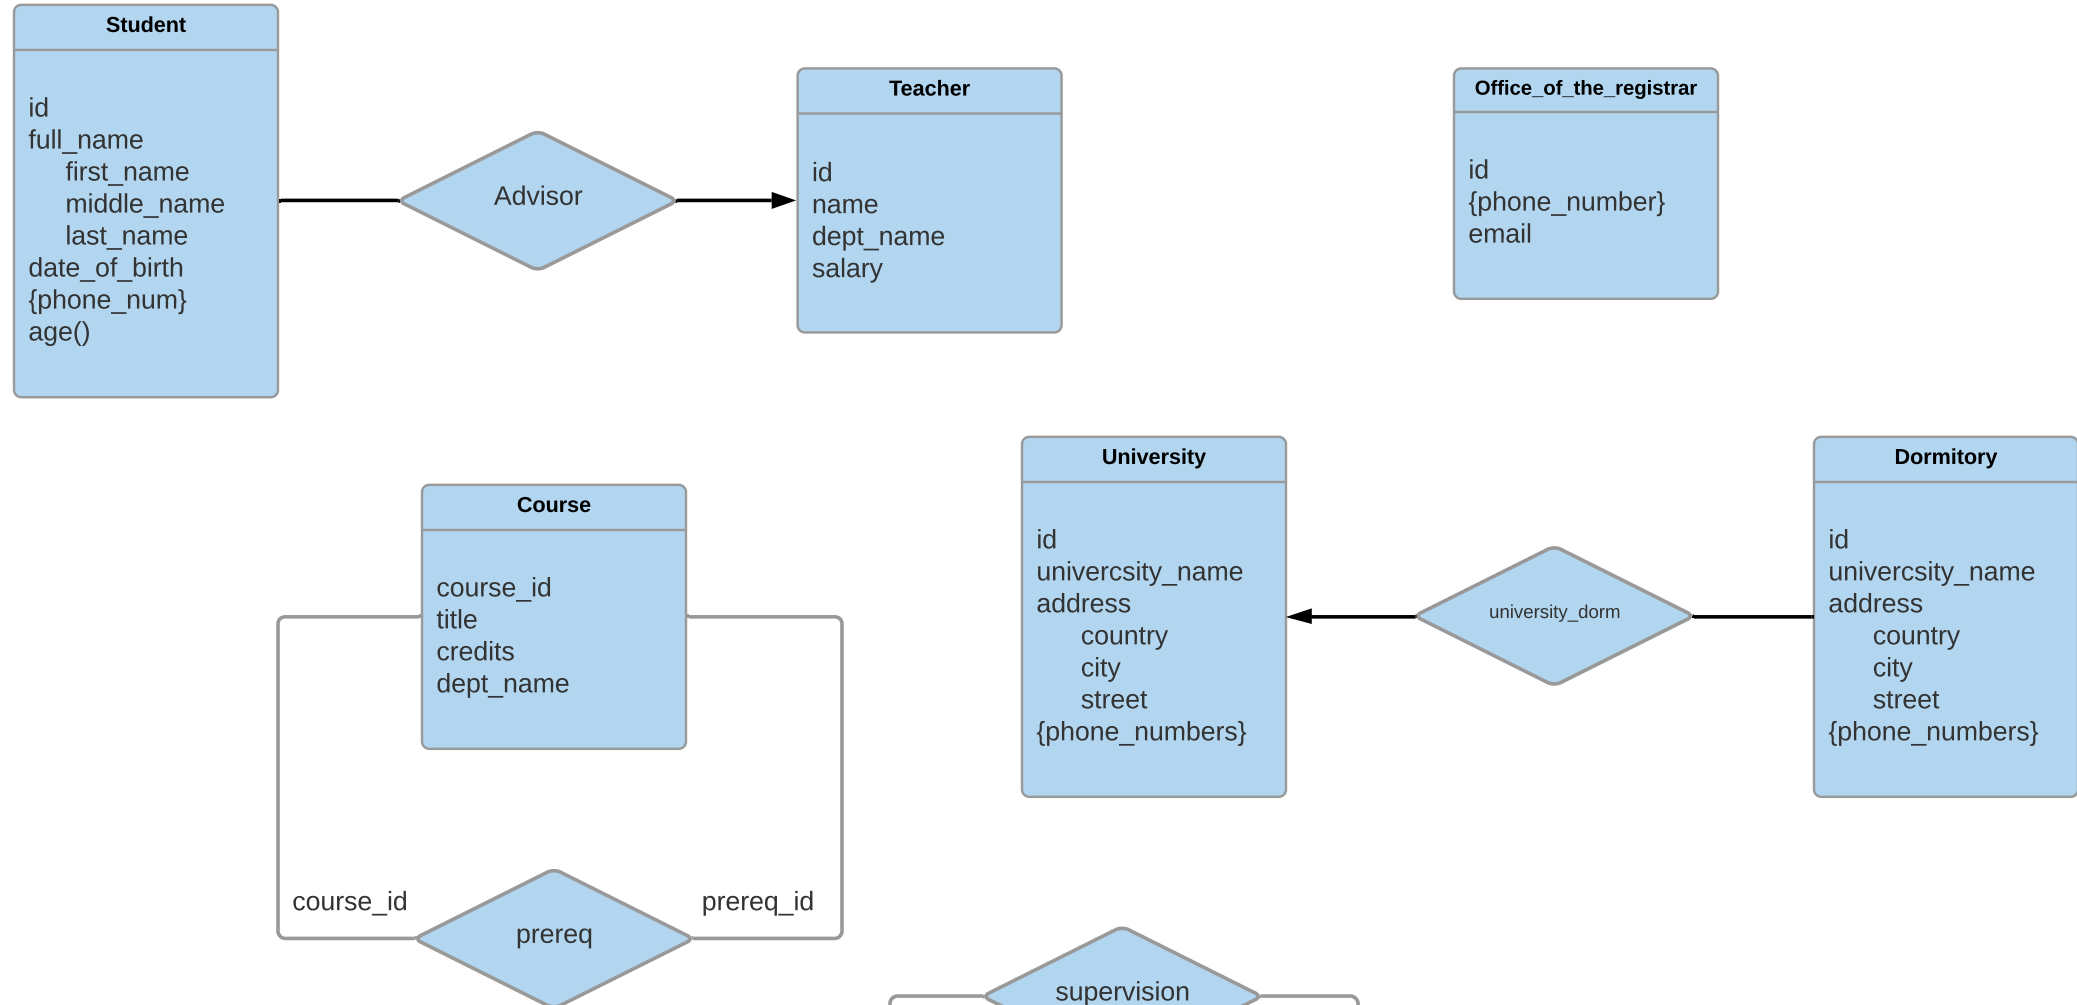 Student
id
full_name
first_name
middle_name
last_name
date_of_birth
{phone_num}
age()
Advisor
Teacher
id
name
dept_name
salary
Office_of_the_registrar
id
{phone_number}
email
Course
course_id
title
credits
dept_name
course_id
prereq
prereq_id
University
id
univercsity_name
address
country
city
street
{phone_numbers}
university_dorm
Dormitory
id
univercsity_name
address
country
city
street
{phone_numbers}
supervision